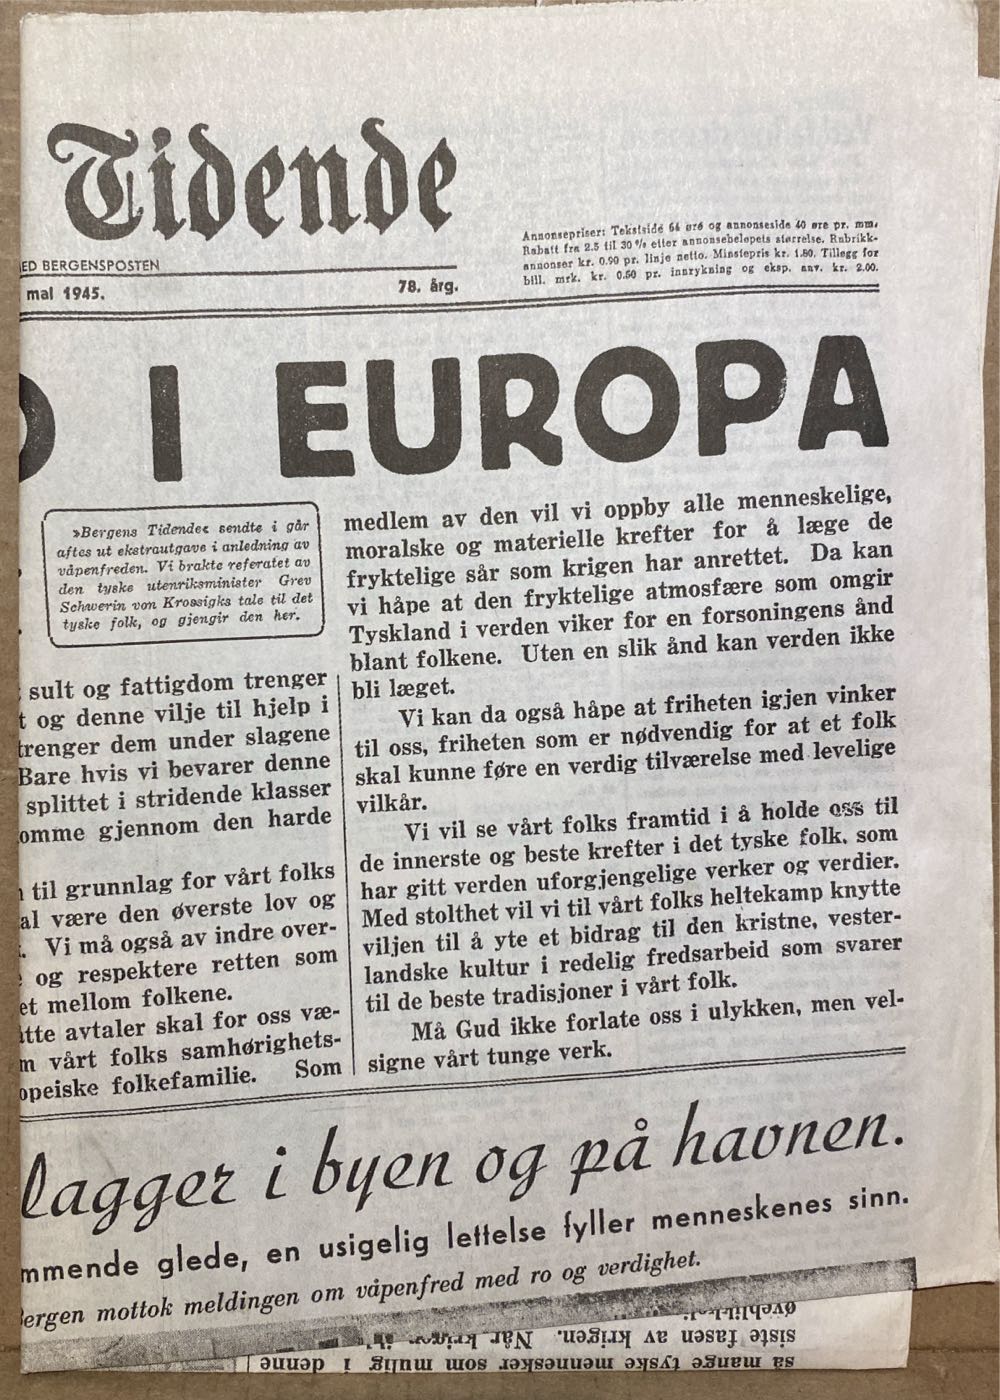 Tidende
ED BERGENSPOSTEN
mai 1945.
78. årg.
Annonsepriser: Tekstside 64 øre og annonseside 40 øre pr. mm.
Rabatt fra 2.5 til 30 % etter annonsebeløpets størrelse. Rubrikk-
annonser kr. 0.90 pr. linje netto. Minstepris kr. 1.80. Tillegg for
bill. mrk. kr. 0.50 pr. innrykning og eksp. anv. kr. 2.00.
I EUROPA
»Bergens Tidende« sendte i går
aftes ut ekstrautgave i anledning av
våpenfreden. Vi brakte referatet av
den tyske utenriksminister Grev
Schwerin von Krossigks tale til det
tyske folk, og gjengir den her.
sult og fattigdom trenger
t og denne vilje til hjelp i
trenger dem under slagene
Bare hvis vi bevarer denne
splittet i stridende klasser
omme gjennom den harde
til grunnlag for vårt folks
al være den øverste lov og
. Vi må også av indre over-
og respektere retten som
et mellom folkene.
tte avtaler skal for oss væ-
m vårt folks samhørighets-
opeiske folkefamilie. Som
medlem av den vil vi oppby alle menneskelige,
moralske og materielle krefter for å læge de
fryktelige sår som krigen har anrettet. Da kan
vi håpe at den fryktelige atmosfære som omgir
Tyskland i verden viker for en forsoningens ånd
blant folkene. Uten en slik ånd kan verden ikke
bli læget.
Vi kan da også håpe at friheten igjen vinker
til oss, friheten som er nødvendig for at et folk
skal kunne føre en verdig tilværelse med levelige
vilkår.
Vi vil se vårt folks framtid i å holde oss til
de innerste og beste krefter i det tyske folk, som
har gitt verden uforgjengelige verker og verdier.
Med stolthet vil vi til vårt folks heltekamp knytte
viljen til å yte et bidrag til den kristne, vester-
landske kultur i redelig fredsarbeid som svarer
til de beste tradisjoner i vårt folk.
Må Gud ikke forlate oss i ulykken, men vel-
signe vårt tunge verk.
lagger i byen og på havnen.
mmende glede, en usigelig lettelse fyller menneskenes sinn.
ergen mottok meldingen om våpenfred med ro og verdighet.
så mange tyske mennesker som mulig i denne
siste fasen av krigen. Når krigen
øyeblikkel